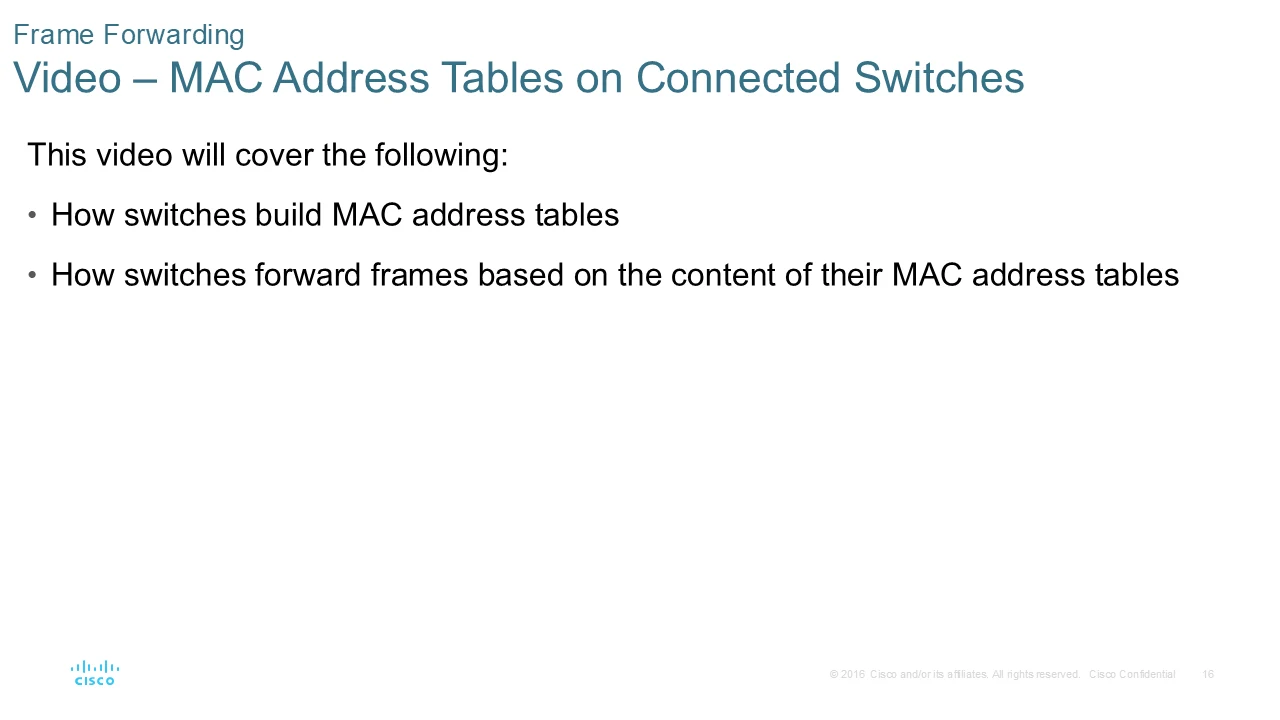 Frame Forwarding
Video – MAC Address Tables on Connected Switches
This video will cover the following:
• How switches build MAC address tables
• How switches forward frames based on the content of their MAC address tables
CISCO
© 2016 Cisco and/or its affiliates. All rights reserved. Cisco Confidential 16